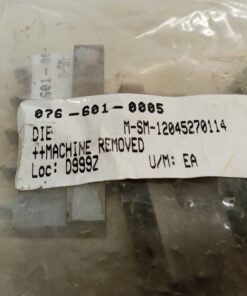 076-601-0005
DIE M-SM-12045270114
++MACHINE REMOVED
Loc: D999Z U/M: EA